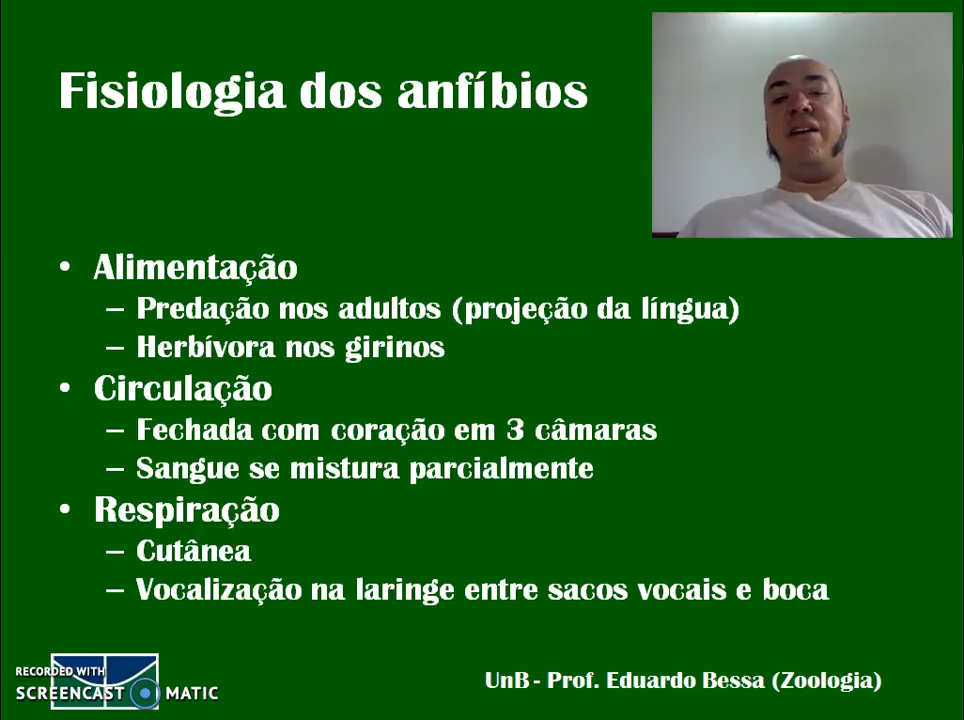 Fisiologia dos anfíbios
• Alimentação
– Predação nos adultos (projeção da língua)
– Herbívora nos girinos
• Circulação
– Fechada com coração em 3 câmaras
– Sangue se mistura parcialmente
• Respiração
– Cutânea
– Vocalização na laringe entre sacos vocais e boca
RECORDED WITH
SCREENCAST MATIC
UnB - Prof. Eduardo Bessa (Zoologia)